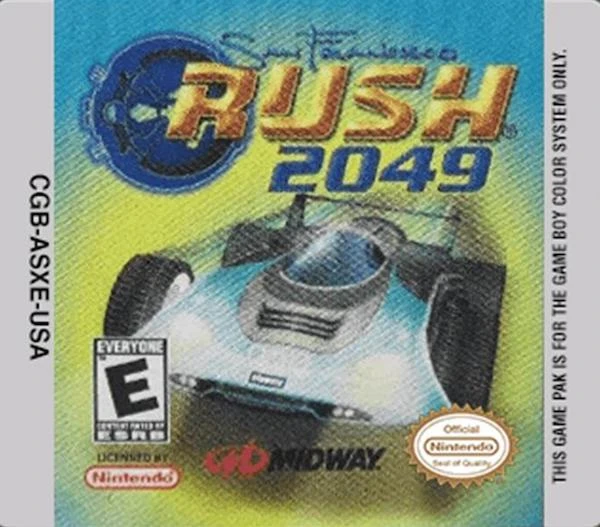 San Francisco
RUSH®
2049
CGB-ASXE-USA
THIS GAME PAK IS FOR THE GAME BOY COLOR SYSTEM ONLY.
EVERYONE
E
CONTENT RATED BY
ESRB
LICENSED BY
Nintendo
MIDWAY
Official
Nintendo
Seal of Quality